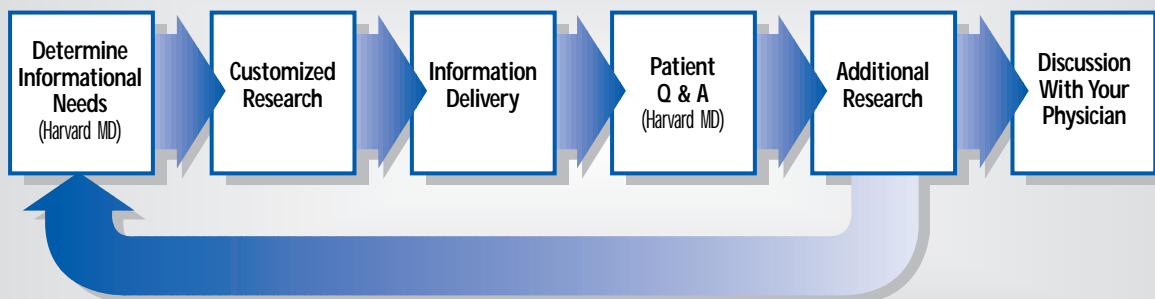 Determine
Informational
Needs
(Harvard MD)
Customized
Research
Information
Delivery
Patient
Q & A
(Harvard MD)
Additional
Research
Discussion
With Your
Physician